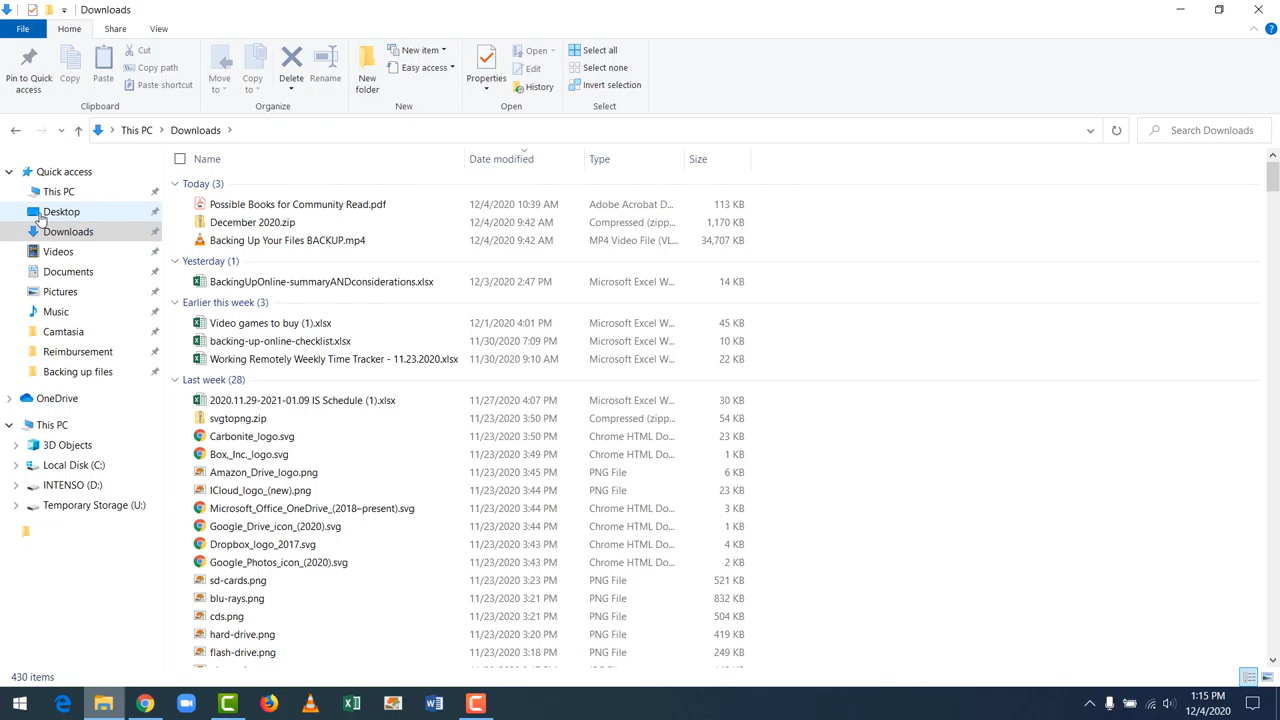 Downloads
File Home Share View
Pin to Quick access
Copy
Paste
Cut
Copy path
Paste shortcut
Clipboard
Move to
Copy to
Delete
Rename
Organize
New folder
New item
Easy access
New
Properties
Open
Edit
History
Open
Select all
Select none
Invert selection
Select
This PC > Downloads >
Search Downloads
Quick access
This PC
Desktop
Downloads
Videos
Documents
Pictures
Music
Camtasia
Reimbursement
Backing up files
OneDrive
This PC
3D Objects
Local Disk (C:)
INTENSO (D:)
Temporary Storage (U:)
Name Date modified Type Size
Today (3)
Possible Books for Community Read.pdf 12/4/2020 10:39 AM Adobe Acrobat D... 113 KB
December 2020.zip 12/4/2020 9:42 AM Compressed (zipp... 1,170 KB
Backing Up Your Files BACKUP.mp4 12/4/2020 9:42 AM MP4 Video File (VL... 34,707 KB
Yesterday (1)
BackingUpOnline-summaryANDconsiderations.xlsx 12/3/2020 2:47 PM Microsoft Excel W... 14 KB
Earlier this week (3)
Video games to buy (1).xlsx 12/1/2020 4:01 PM Microsoft Excel W... 45 KB
backing-up-online-checklist.xlsx 11/30/2020 7:09 PM Microsoft Excel W... 10 KB
Working Remotely Weekly Time Tracker - 11.23.2020.xlsx 11/30/2020 9:10 AM Microsoft Excel W... 22 KB
Last week (28)
2020.11.29-2021-01.09 IS Schedule (1).xlsx 11/27/2020 4:07 PM Microsoft Excel W... 30 KB
svgtopng.zip 11/23/2020 3:50 PM Compressed (zipp... 54 KB
Carbonite_logo.svg 11/23/2020 3:50 PM Chrome HTML Do... 23 KB
Box,_Inc._logo.svg 11/23/2020 3:49 PM Chrome HTML Do... 1 KB
Amazon_Drive_logo.png 11/23/2020 3:45 PM PNG File 6 KB
ICloud_logo_(new).png 11/23/2020 3:44 PM PNG File 23 KB
Microsoft_Office_OneDrive_(2018–present).svg 11/23/2020 3:44 PM Chrome HTML Do... 3 KB
Google_Drive_icon_(2020).svg 11/23/2020 3:44 PM Chrome HTML Do... 1 KB
Dropbox_logo_2017.svg 11/23/2020 3:43 PM Chrome HTML Do... 4 KB
Google_Photos_icon_(2020).svg 11/23/2020 3:43 PM Chrome HTML Do... 2 KB
sd-cards.png 11/23/2020 3:23 PM PNG File 521 KB
blu-rays.png 11/23/2020 3:21 PM PNG File 832 KB
cds.png 11/23/2020 3:21 PM PNG File 504 KB
hard-drive.png 11/23/2020 3:20 PM PNG File 419 KB
flash-drive.png 11/23/2020 3:18 PM PNG File 249 KB
430 items
1:15 PM
12/4/2020